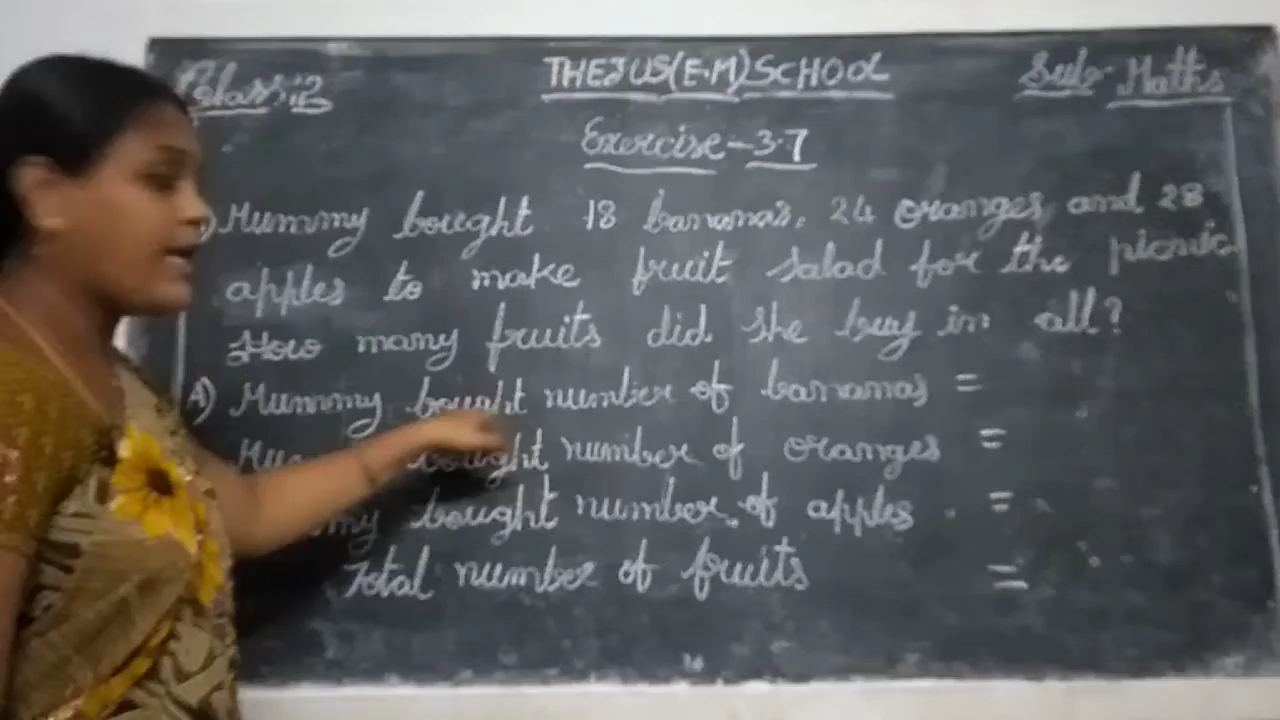 Class:2
THEJUS(E.M)SCHOOL
Sub- Maths
Exercise-3.7
Mummy bought 18 bananas, 24 oranges and 28
apples to make fruit salad for the picnic
How many fruits did she buy in all?
A) Mummy bought number of bananas =
bought number of oranges =
bought number of apples =
Total number of fruits =